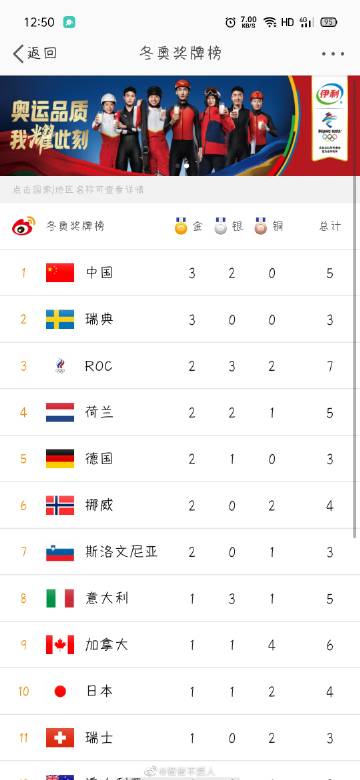 12:50 7.00 KB/S HD 4G 95
返回 冬奥奖牌榜
奥运品质
我耀此刻
伊利
BEIJING 2022
点击国家/地区名称可查看详情
冬奥奖牌榜 金 银 铜 总计
1 中国 3 2 0 5
2 瑞典 3 0 0 3
3 ROC 2 3 2 7
4 荷兰 2 2 1 5
5 德国 2 1 0 3
6 挪威 2 0 2 4
7 斯洛文尼亚 2 0 1 3
8 意大利 1 3 1 5
9 加拿大 1 1 4 6
10 日本 1 1 2 4
11 瑞士 1 0 2 3